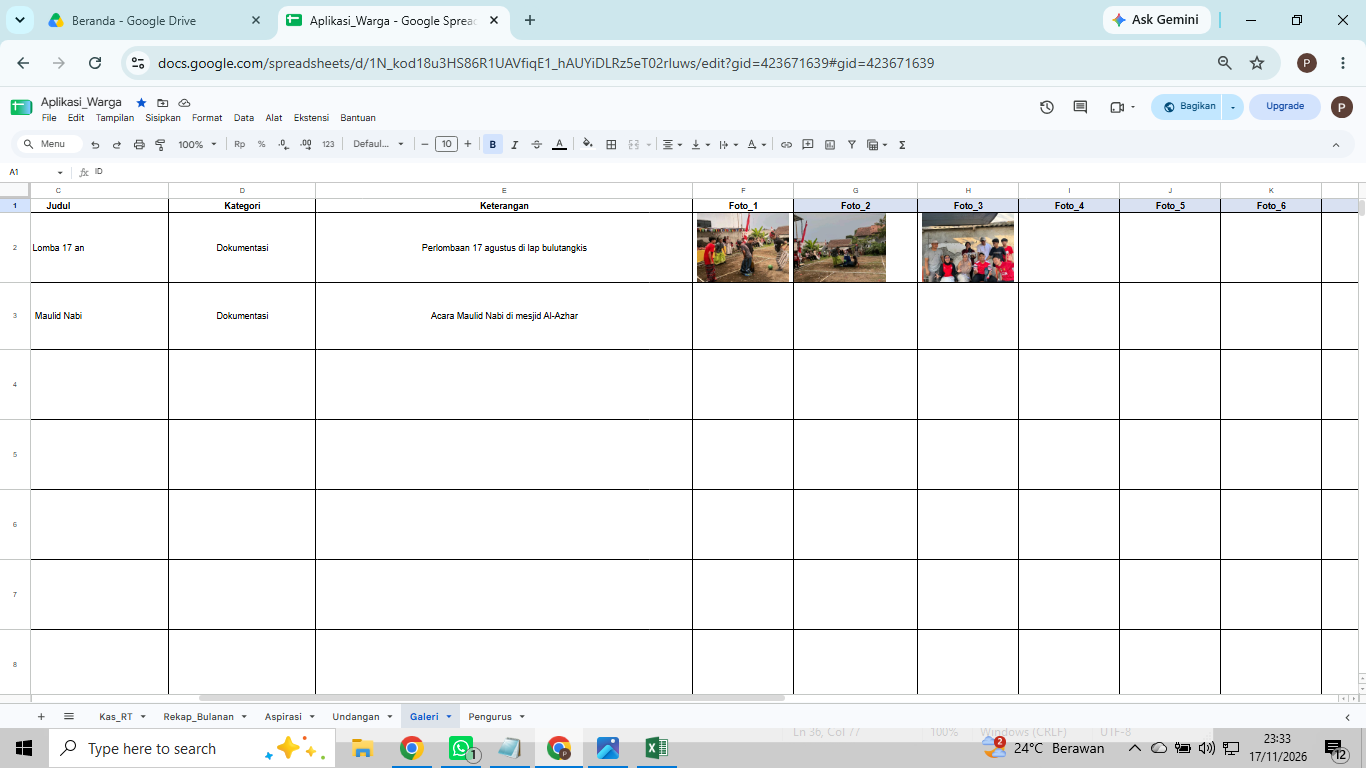 Beranda - Google Drive
Aplikasi_Warga - Google Spread
Ask Gemini
docs.google.com/spreadsheets/d/1N_kod18u3HS86R1UAVfiqE1_hAUYiDLRz5eT02rIuws/edit?gid=423671639#gid=423671639
P
Aplikasi_Warga
File Edit Tampilan Sisipkan Format Data Alat Ekstensi Bantuan
Bagikan
Upgrade
P
Menu 100% Rp % .0 .00 123 Defaul... 10 B I A
A1 fx ID
C D E F G H I J K
1 Judul Kategori Keterangan Foto_1 Foto_2 Foto_3 Foto_4 Foto_5 Foto_6
2 Lomba 17 an Dokumentasi Perlombaan 17 agustus di lap bulutangkis
3 Maulid Nabi Dokumentasi Acara Maulid Nabi di mesjid Al-Azhar
4
5
6
7
8
Kas_RT Rekap_Bulanan Aspirasi Undangan Galeri Pengurus
Ln 36, Col 77 100% Windows (CRLF) UTF-8
Type here to search
1
2
24°C Berawan
23:33
17/11/2026
12